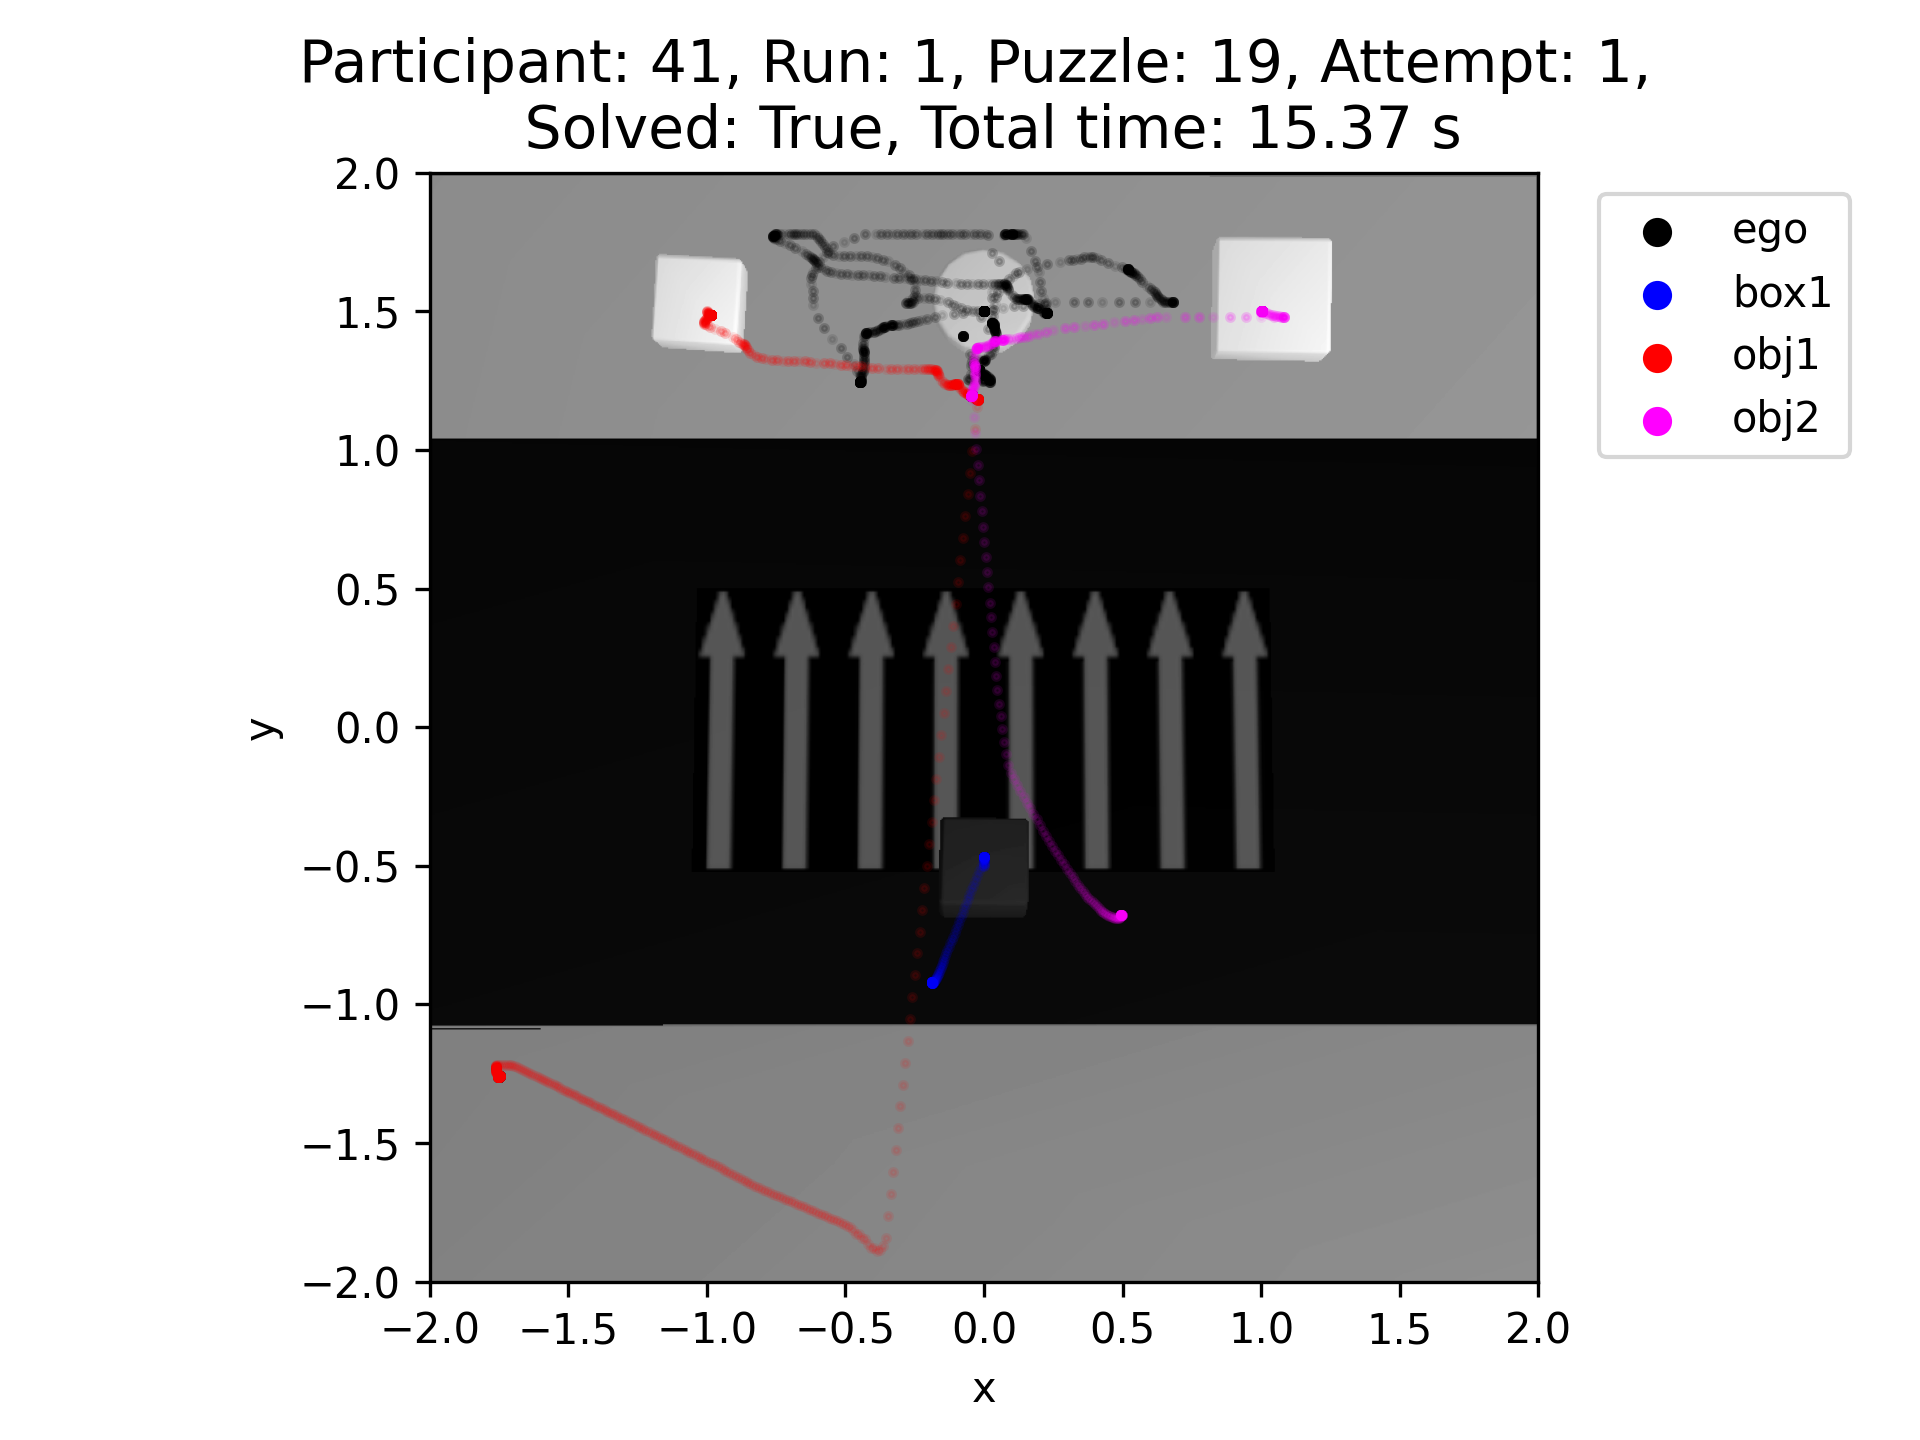 Participant: 41, Run: 1, Puzzle: 19, Attempt: 1,
Solved: True, Total time: 15.37 s
2.0
1.5
1.0
0.5
0.0
−0.5
−1.0
−1.5
−2.0
y
−2.0 −1.5 −1.0 −0.5 0.0 0.5 1.0 1.5 2.0
x
ego
box1
obj1
obj2